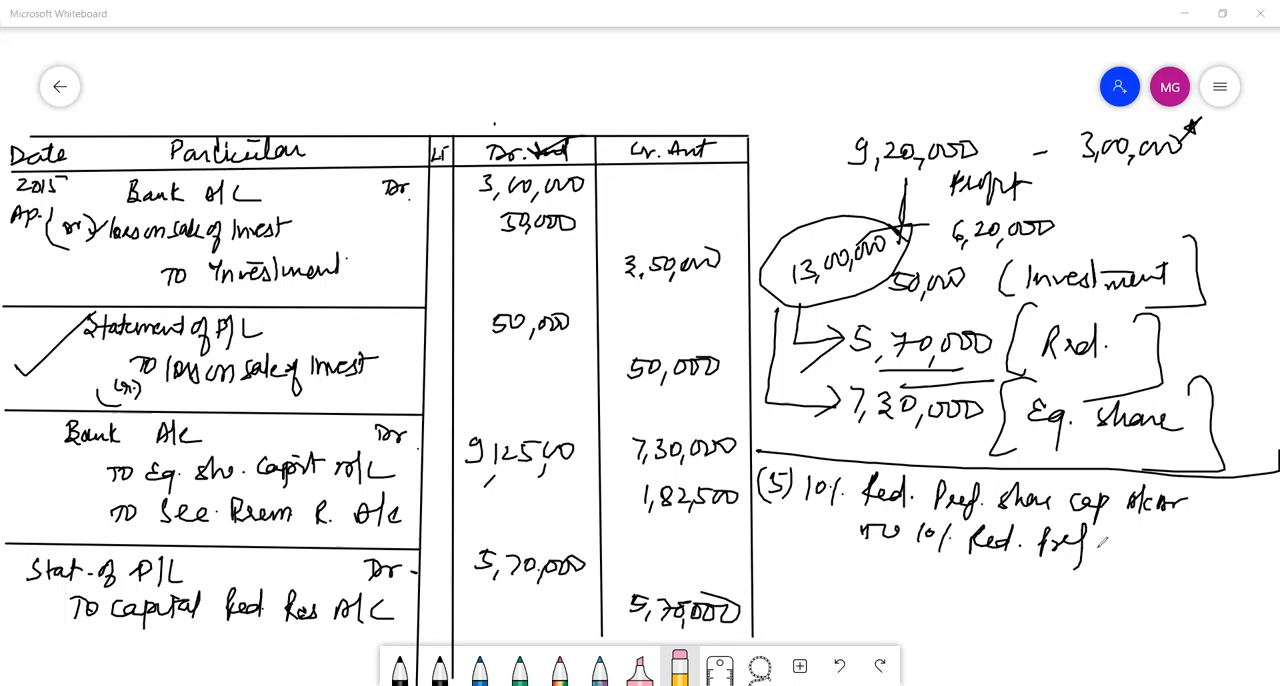 Microsoft Whiteboard
MG
Date Particular Dr. Amt Cr. Amt
2015 Bank A/C Dr. 3,00,000
Ap. (Dr.) loss on sale of Invest 50,000
TO Investment 3,50,000
Statement of P/L 50,000
TO loss on sale of Invest 50,000
Bank A/C Dr 9,12,500 7,30,000
TO Eq. sha. Capit A/C
TO Sec. Prem R. A/c 1,82,500
Stat. of P/L Dr. 5,70,000
TO Capital Red. Res A/C 5,70,000
9,20,000 - 3,00,000*
Profit
6,20,000
13,00,000
50,000 (Investment
5,70,000 [Red.]
7,30,000 [Eq. Share]
(5) 10% Red. Pref. Share cap A/c Dr
TO 10% Red. Pref